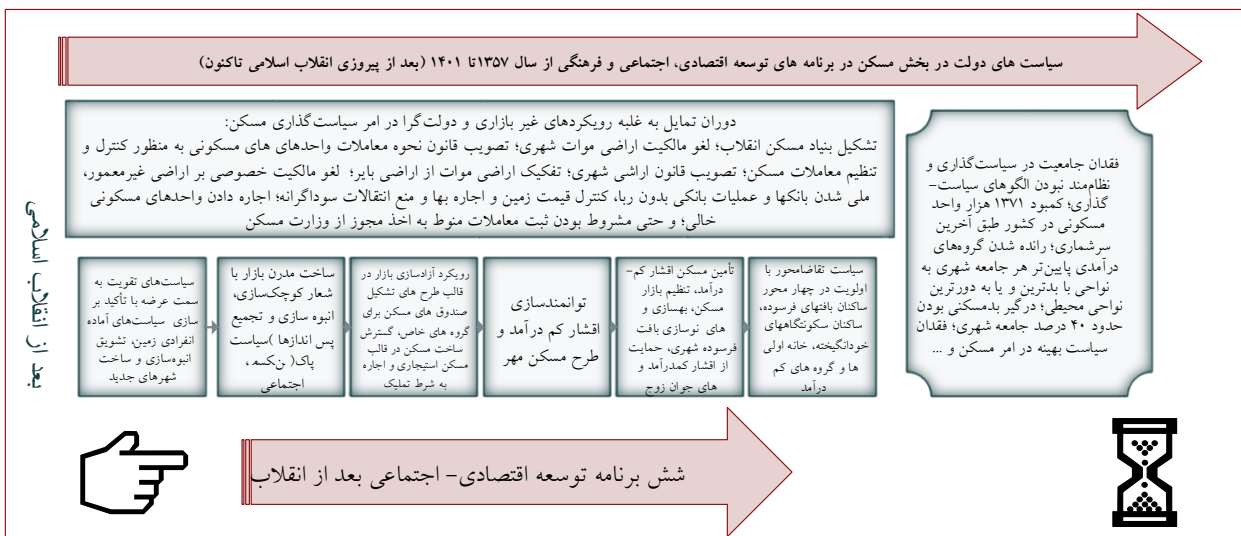 سیاست های دولت در بخش مسکن در برنامه های توسعه اقتصادی، اجتماعی و فرهنگی از سال ۱۳۵۷تا ۱۴۰۱ (بعد از پیروزی انقلاب اسلامی تاکنون)
دوران تمایل به غلبه رویکردهای غیر بازاری و دولت‌گرا در امر سیاست‌گذاری مسکن:
تشکیل بنیاد مسکن انقلاب؛ لغو مالکیت اراضی موات شهری؛ تصویب قانون نحوه معاملات واحدهای های مسکونی به منظور کنترل و
تنظیم معاملات مسکن؛ تصویب قانون اراشی شهری؛ تفکیک اراضی موات از اراضی بایر؛ لغو مالکیت خصوصی بر اراضی غیرمعمور،
ملی شدن بانکها و عملیات بانکی بدون ربا، کنترل قیمت زمین و اجاره بها و منع انتقالات سوداگرانه؛ اجاره دادن واحدهای مسکونی
خالی؛ و حتی مشروط بودن ثبت معاملات منوط به اخذ مجوز از وزارت مسکن
فقدان جامعیت در سیاست‌گذاری و
نظام‌مند نبودن الگوهای سیاست-
گذاری؛ کمبود ۱۳۷۱ هزار واحد
مسکونی در کشور طبق آخرین
سرشماری؛ رانده شدن گروه‌های
درآمدی پایین‌تر هر جامعه شهری به
نواحی با بدترین و یا به دورترین
نواحی محیطی؛ درگیر بدمسکنی بودن
حدود ۴۰ درصد جامعه شهری؛ فقدان
سیاست بهینه در امر مسکن و ...
بعد از انقلاب اسلامی
سیاست‌های تقویت به
سمت عرضه با تأکید بر
سازی سیاست‌های آماده
انفرادی زمین، تشویق
انبوه‌سازی و ساخت
شهرهای جدید
ساخت مدرن بازار با
شعار کوچک‌سازی،
انبوه سازی و تجمیع
پس اندازها )سیاست
پاک( ن،کسمه ،
اجتماعی
رویکرد آزادسازی بازار در
قالب طرح های تشکیل
صندوق های مسکن برای
گروه های خاص، گسترش
ساخت مسکن در قالب
مسکن استیجاری و اجاره
به شرط تملیک
توانمندسازی
اقشار کم درآمد و
طرح مسکن مهر
تأمین مسکن اقشار کم-
درآمد، تنظیم بازار
مسکن، بهسازی و
های نوسازی بافت
فرسوده شهری، حمایت
از اقشار کمدرآمد و
های جوان زوج
سیاست تقاضامحور با
اولویت در چهار محور
ساکنان بافتهای فرسوده،
ساکنان سکونتگاههای
خودانگیخته، خانه اولی
ها و گروه های کم
درآمد
شش برنامه توسعه اقتصادی- اجتماعی بعد از انقلاب